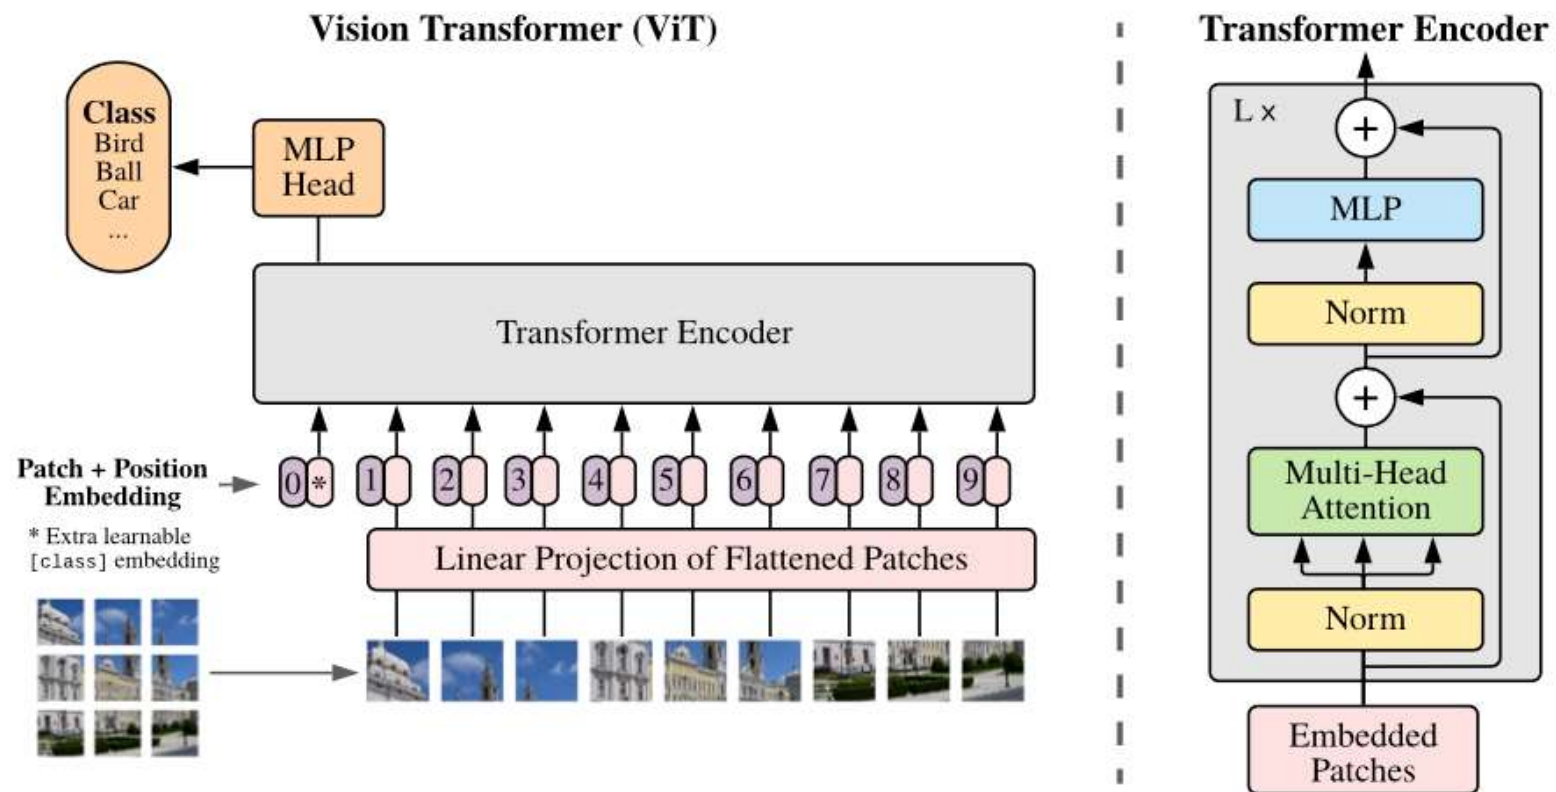 Vision Transformer (ViT)
Class
Bird
Ball
Car
...
MLP
Head
Transformer Encoder
Patch + Position
Embedding
0 * 1 2 3 4 5 6 7 8 9
* Extra learnable
[class] embedding
Linear Projection of Flattened Patches
Transformer Encoder
L ×
+
MLP
Norm
+
Multi-Head
Attention
Norm
Embedded
Patches